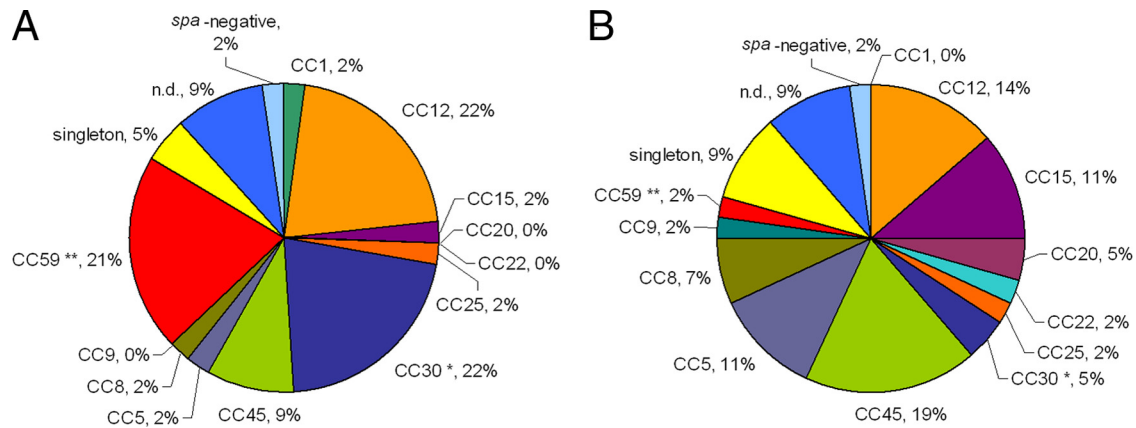 A
spa -negative,
2%
CC1, 2%
n.d., 9%
CC12, 22%
singleton, 5%
CC15, 2%
CC20, 0%
CC59 **, 21%
CC22, 0%
CC25, 2%
CC9, 0%
CC30 *, 22%
CC8, 2%
CC5, 2%
CC45, 9%
B
spa -negative, 2%
CC1, 0%
n.d., 9%
CC12, 14%
singleton, 9%
CC15, 11%
CC59 **, 2%
CC9, 2%
CC20, 5%
CC8, 7%
CC22, 2%
CC25, 2%
CC5, 11%
CC30 *, 5%
CC45, 19%